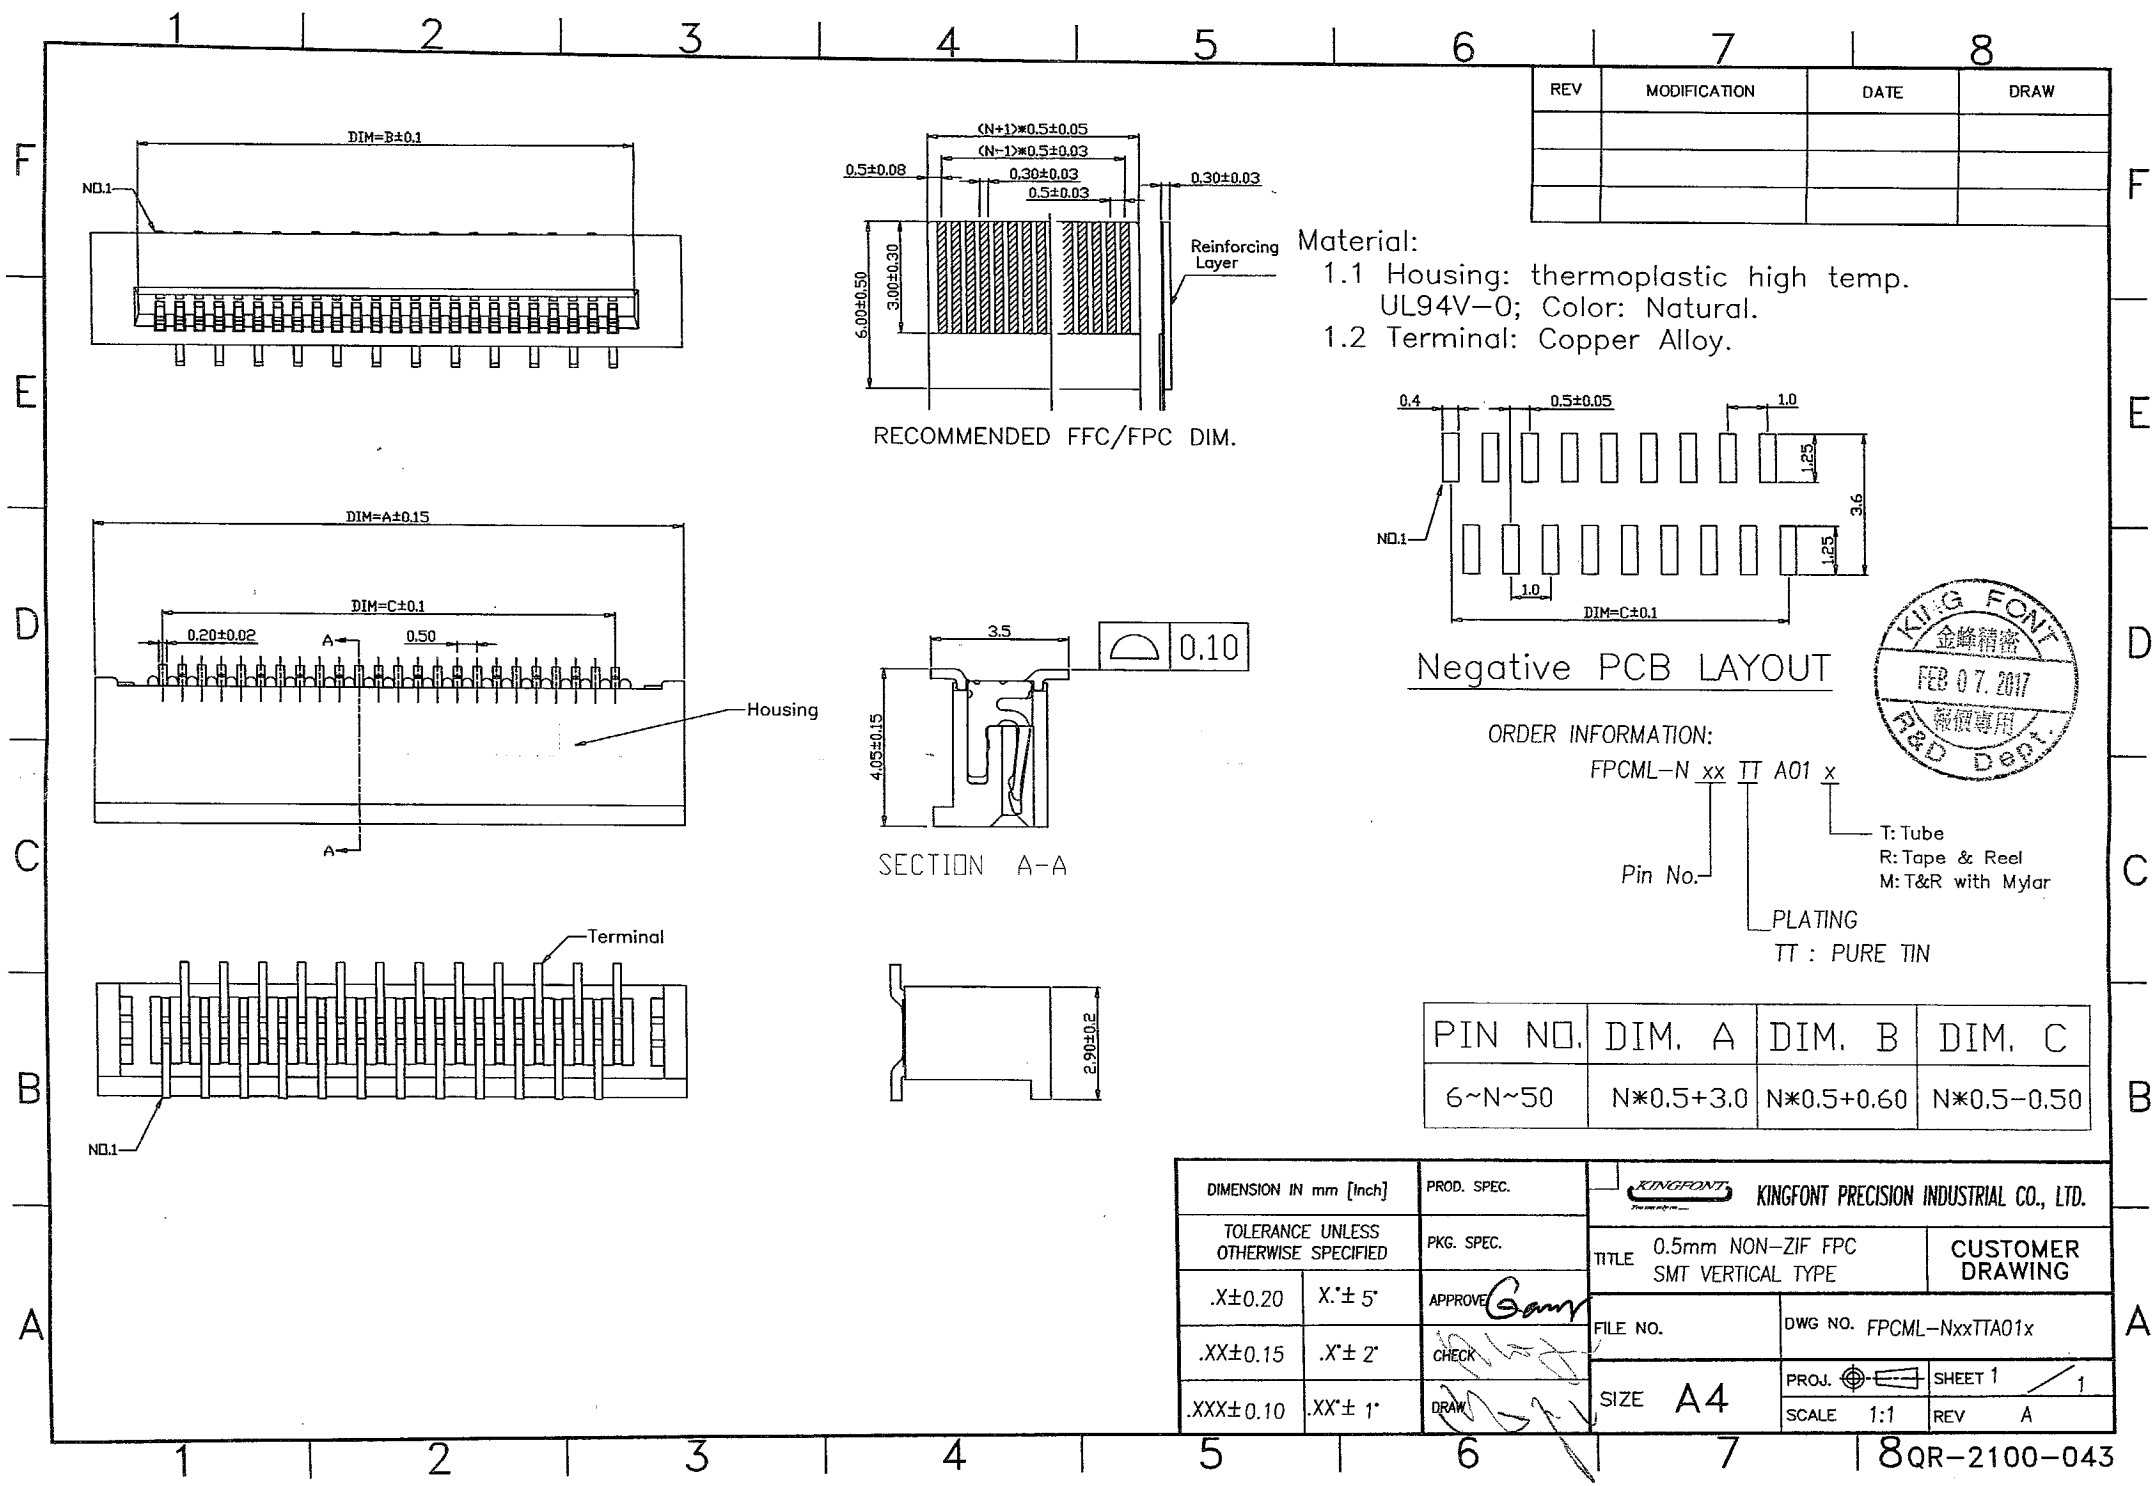 1 2 3 4 5 6 7 8
F
E
D
C
B
A
REV MODIFICATION DATE DRAW
DIM=B±0.1
NO.1
(N+1)*0.5±0.05
(N-1)*0.5±0.03
0.5±0.08
0.30±0.03
0.5±0.03
0.30±0.03
6.00±0.50
3.00±0.30
Reinforcing
Layer
RECOMMENDED FFC/FPC DIM.
Material:
1.1 Housing: thermoplastic high temp.
UL94V-0; Color: Natural.
1.2 Terminal: Copper Alloy.
0.4
0.5±0.05
1.0
1.25
3.6
NO.1
1.25
1.0
DIM=C±0.1
Negative PCB LAYOUT
DIM=A±0.15
DIM=C±0.1
0.20±0.02
A
0.50
Housing
A
3.5
0.10
4.05±0.15
SECTION A-A
KING FONT
金峰精密
FEB 07. 2017
報價專用
R&D Dept.
ORDER INFORMATION:
FPCML-N xx TT A01 x
T: Tube
R: Tape & Reel
M: T&R with Mylar
Pin No.
PLATING
TT : PURE TIN
Terminal
NO.1
2.90±0.2
PIN NO. DIM. A DIM. B DIM. C
6~N~50 N*0.5+3.0 N*0.5+0.60 N*0.5-0.50
DIMENSION IN mm [Inch]
TOLERANCE UNLESS
OTHERWISE SPECIFIED
.X±0.20 X.°± 5°
.XX±0.15 .X°± 2°
.XXX±0.10 .XX°± 1°
PROD. SPEC.
PKG. SPEC.
APPROVE
CHECK
DRAW
KINGFONT
KINGFONT PRECISION INDUSTRIAL CO., LTD.
TITLE 0.5mm NON-ZIF FPC
SMT VERTICAL TYPE
CUSTOMER
DRAWING
FILE NO.
DWG NO. FPCML-NxxTTA01x
SIZE A4
PROJ.
SHEET 1 / 1
SCALE 1:1
REV A
F
E
D
C
B
A
1 2 3 4 5 6 7 8
QR-2100-043